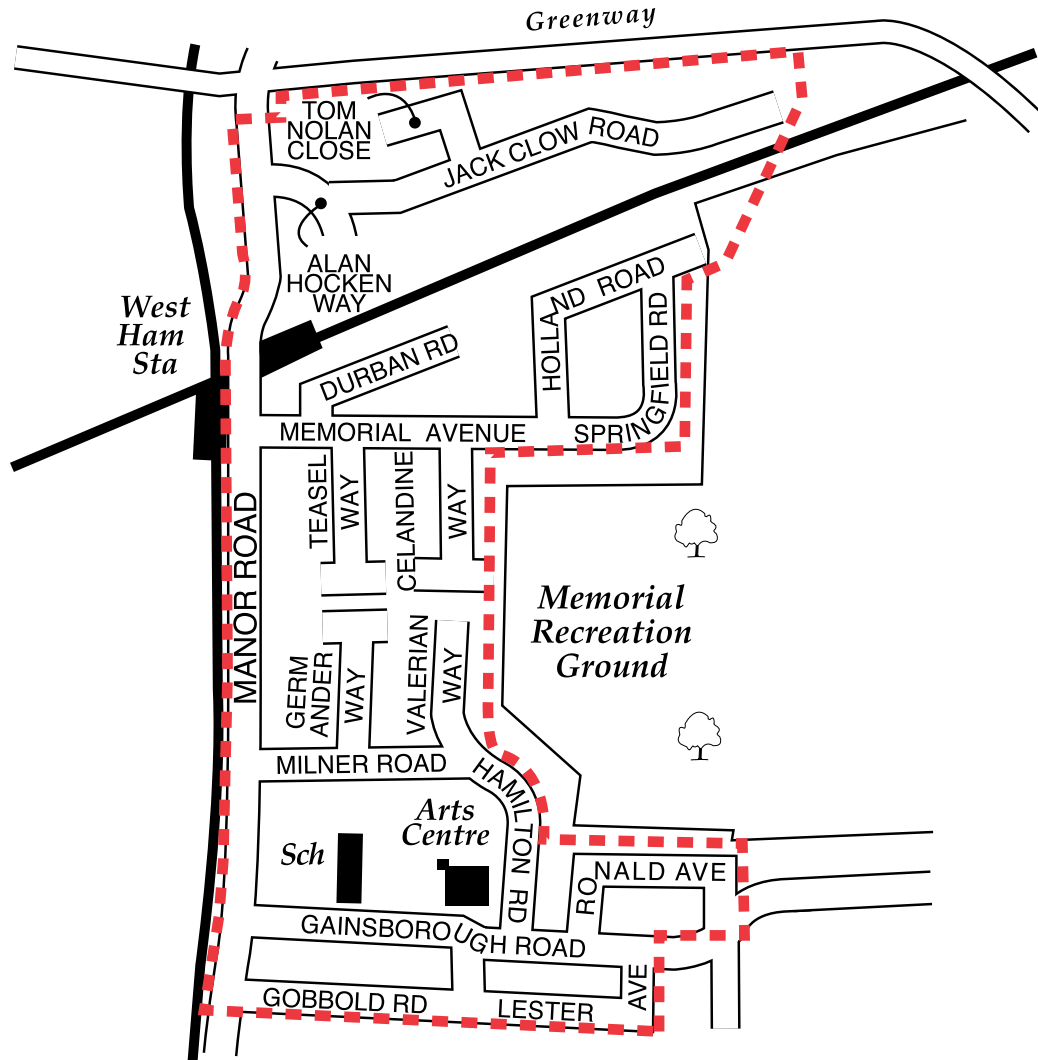 Greenway
TOM
NOLAN
CLOSE
JACK CLOW ROAD
ALAN
HOCKEN
WAY
West
Ham
Sta
HOLLAND ROAD
DURBAN RD
SPRINGFIELD RD
MEMORIAL AVENUE
TEASEL WAY
CELANDINE WAY
MANOR ROAD
Memorial
Recreation
Ground
GERM
ANDER
WAY
VALERIAN WAY
MILNER ROAD
HAMILTON RD
Arts
Centre
Sch
RO NALD AVE
GAINSBOROUGH ROAD
GOBBOLD RD
LESTER AVE